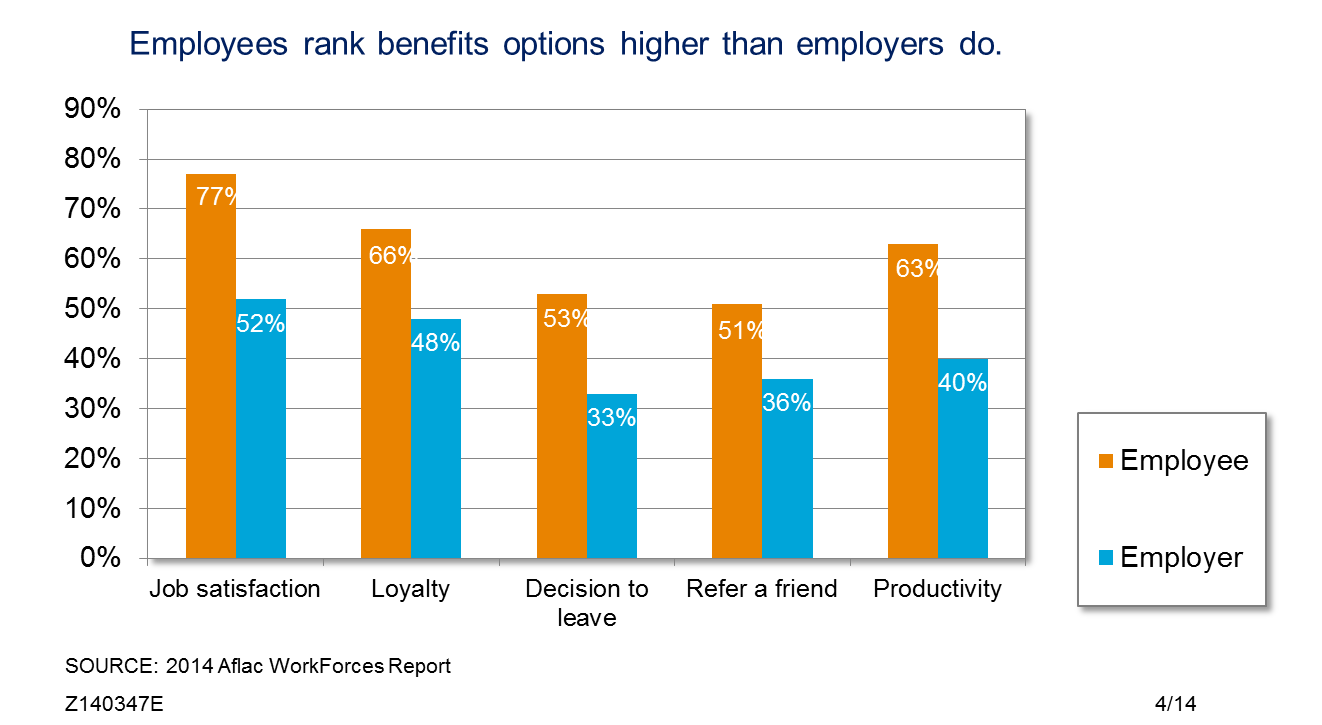 Employees rank benefits options higher than employers do.
90%
80%
70%
60%
50%
40%
30%
20%
10%
0%
77%
52%
66%
48%
53%
33%
51%
36%
63%
40%
Job satisfaction
Loyalty
Decision to
leave
Refer a friend
Productivity
Employee
Employer
SOURCE: 2014 Aflac WorkForces Report
Z140347E
4/14